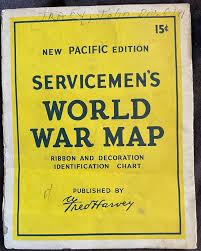 15¢
NEW PACIFIC EDITION
SERVICEMEN'S
WORLD
WAR MAP
RIBBON AND DECORATION
IDENTIFICATION CHART
PUBLISHED BY
Fred Harvey